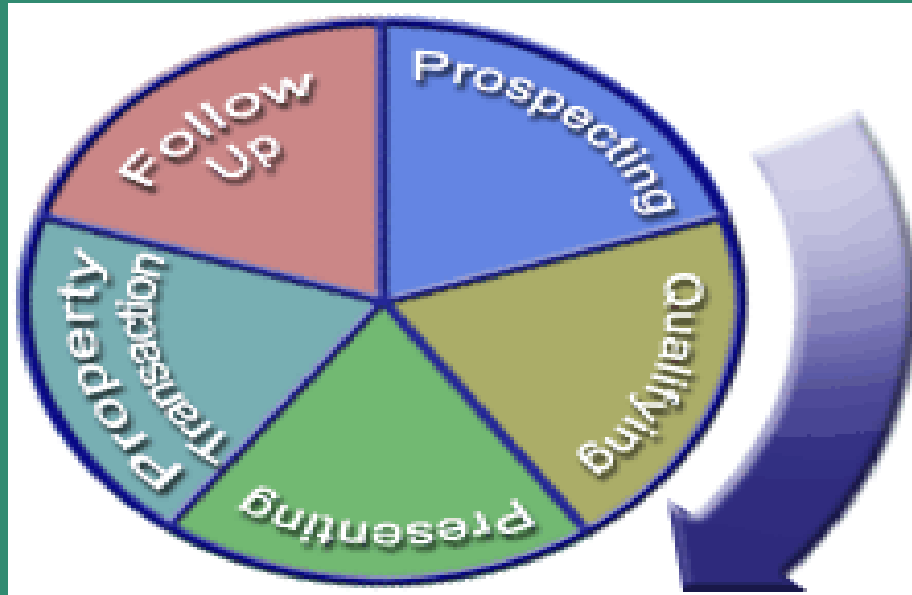 Prospecting
Qualifying
Presenting
Property
Transaction
Follow
Up